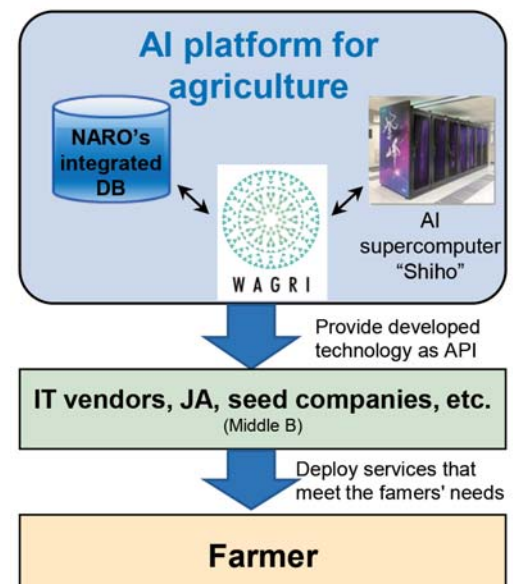 AI platform for
agriculture
NARO's
integrated
DB
WAGRI
AI
supercomputer
“Shiho”
Provide developed
technology as API
IT vendors, JA, seed companies, etc.
(Middle B)
Deploy services that
meet the famers' needs
Farmer